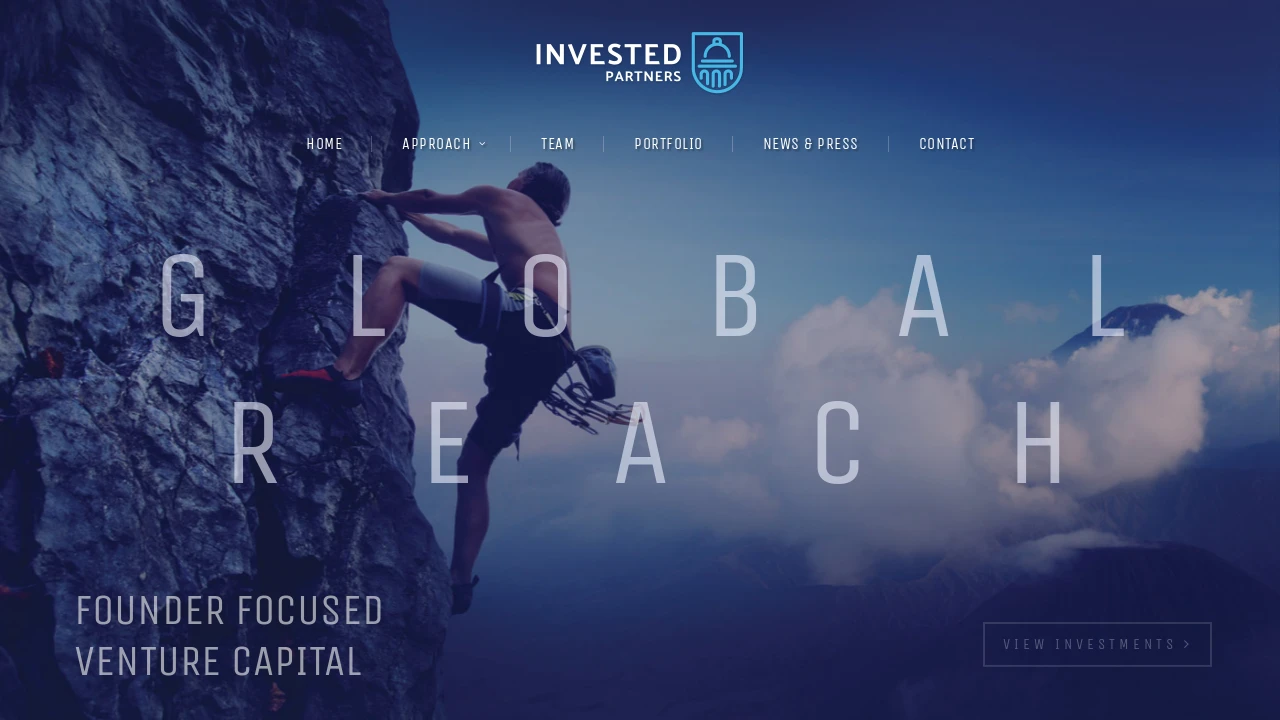 INVESTED
PARTNERS
HOME
APPROACH
TEAM
PORTFOLIO
NEWS & PRESS
CONTACT
GLOBAL
REACH
FOUNDER FOCUSED
VENTURE CAPITAL
VIEW INVESTMENTS